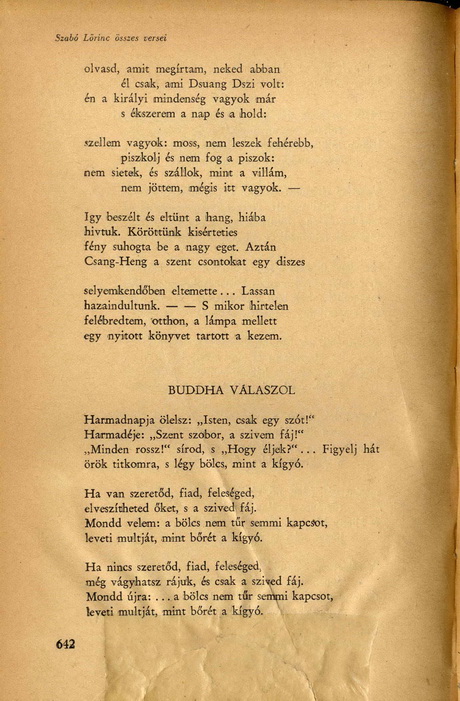 Szabó Lőrinc összes versei
olvasd, amit megírtam, neked abban
él csak, ami Dsuang Dszi volt:
én a királyi mindenség vagyok már
s ékszerem a nap és a hold:
szellem vagyok: moss, nem leszek fehérebb,
piszkolj és nem fog a piszok:
nem sietek, és szállok, mint a villám,
nem jöttem, mégis itt vagyok. —
Igy beszélt és eltünt a hang, hiába
hivtuk. Köröttünk kisérteties
fény suhogta be a nagy eget. Aztán
Csang-Heng a szent csontokat egy diszes
selyemkendőben eltemette... Lassan
hazaindultunk. — — S mikor hirtelen
felébredtem, otthon, a lámpa mellett
egy nyitott könyvet tartott a kezem.
BUDDHA VÁLASZOL
Harmadnapja ölelsz: „Isten, csak egy szót!“
Harmadéje: „Szent szobor, a szivem fáj!“
„Minden rossz!“ sírod, s „Hogy éljek?“... Figyelj hát
örök titkomra, s légy bölcs, mint a kígyó.
Ha van szeretőd, fiad, feleséged,
elveszítheted őket, s a szived fáj.
Mondd velem: a bölcs nem tűr semmi kapcsot,
leveti multját, mint bőrét a kígyó.
Ha nincs szeretőd, fiad, feleséged,
még vágyhatsz rájuk, és csak a szived fáj.
Mondd újra: ... a bölcs nem tűr semmi kapcsot,
leveti multját, mint bőrét a kígyó.
642